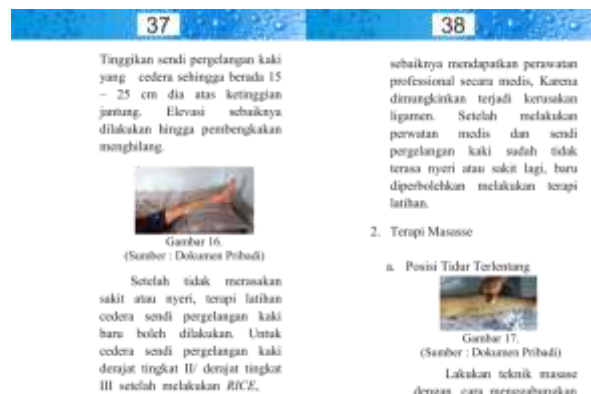 37
Tinggikan sendi pergelangan kaki
yang cedera sehingga berada 15
– 25 cm dia atas ketinggian
jantung. Elevasi sebaiknya
dilakukan hingga pembengkakan
menghilang.
Gambar 16.
(Sumber : Dokumen Pribadi)
Setelah tidak merasakan
sakit atau nyeri, terapi latihan
cedera sendi pergelangan kaki
baru boleh dilakukan. Untuk
cedera sendi pergelangan kaki
derajat tingkat II/ derajat tingkat
III setelah melakukan RICE,
38
sebaiknya mendapatkan perawatan
professional secara medis, Karena
dimungkinkan terjadi kerusakan
ligamen. Setelah melakukan
perwatan medis dan sendi
pergelangan kaki sudah tidak
terasa nyeri atau sakit lagi, baru
diperbolehkan melakukan terapi
latihan.
2. Terapi Masasse
a. Posisi Tidur Terlentang
Gambar 17.
(Sumber : Dokumen Pribadi)
Lakukan teknik masase
dengan cara menggabungkan